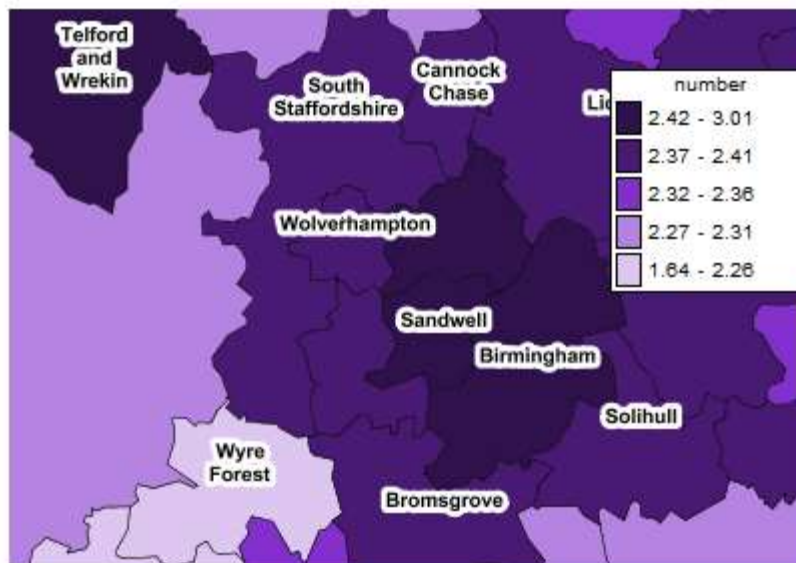 Telford
and
Wrekin
South
Staffordshire
Cannock
Chase
number
2.42 - 3.01
2.37 - 2.41
2.32 - 2.36
2.27 - 2.31
1.64 - 2.26
Wolverhampton
Sandwell
Birmingham
Solihull
Wyre
Forest
Bromsgrove